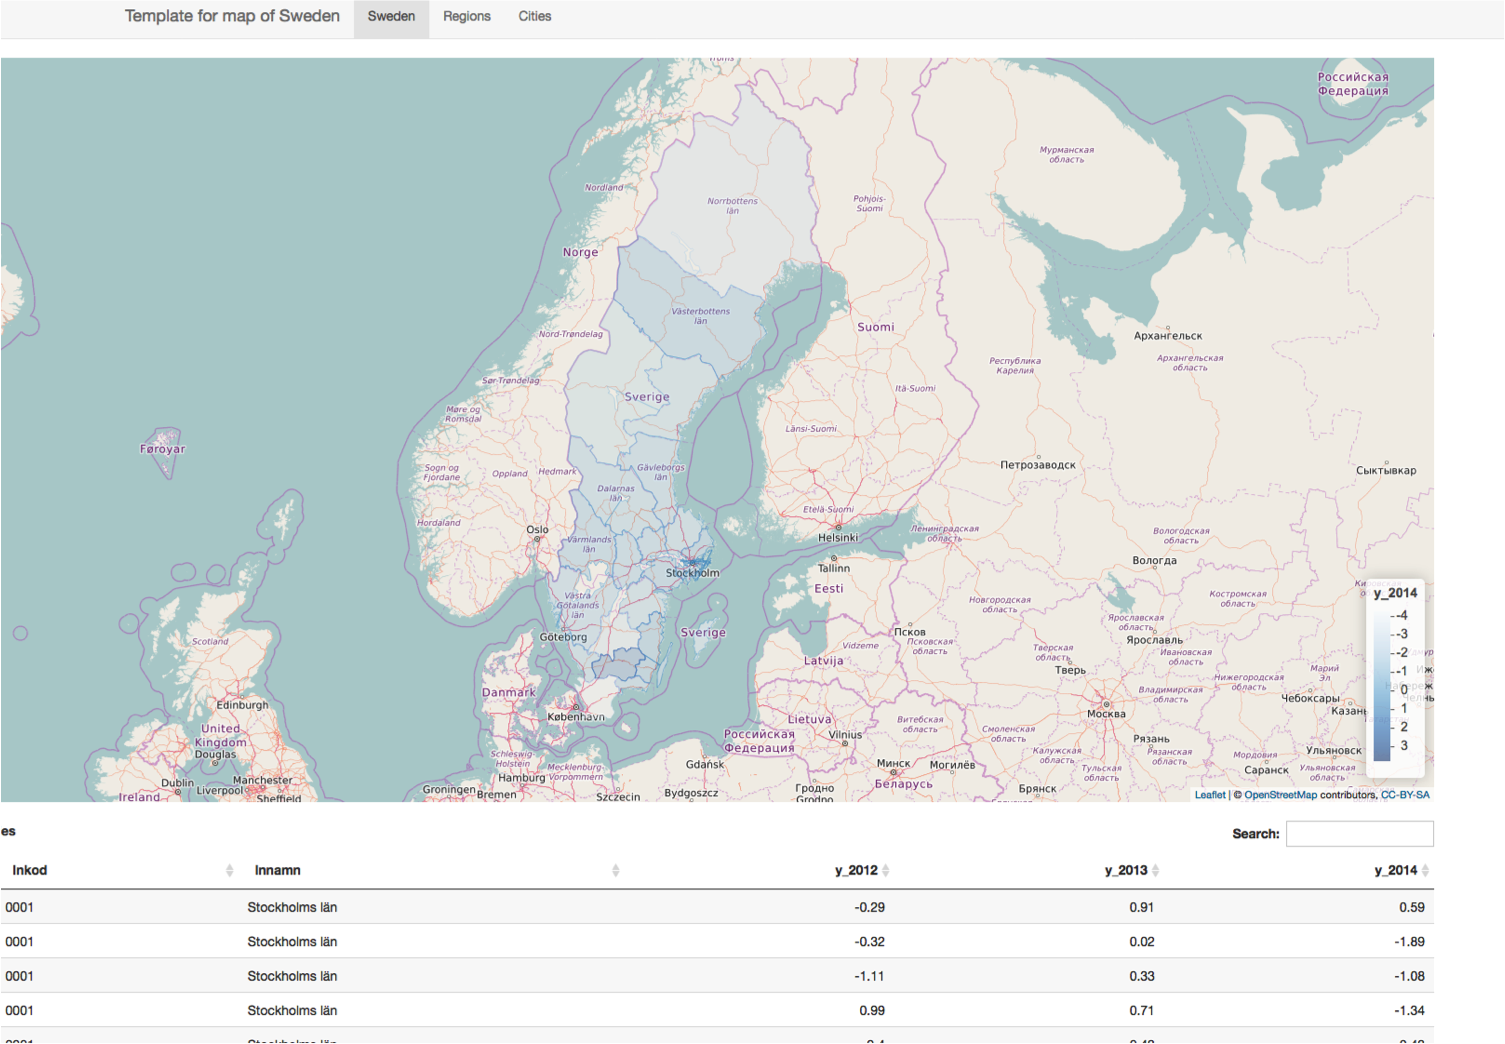 Template for map of Sweden
Sweden
Regions
Cities
Troms
Российская
Федерация
Мурманская
область
Nordland
Norrbottens
län
Pohjois-
Suomi
Norge
Västerbottens
län
Suomi
Nord-Trøndelag
Архангельск
Архангельская
область
Республика
Карелия
Sør-Trøndelag
Itä-Suomi
Sverige
Møre og
Romsdal
Länsi-Suomi
Føroyar
Sogn og
Fjordane
Oppland
Hedmark
Gävleborgs
län
Петрозаводск
Сыктывкар
Dalarnas
län
Hordaland
Oslo
Etelä-Suomi
Helsinki
Ленинградская
область
Вологодская
область
Värmlands
län
Stockholm
Tallinn
Вологда
Eesti
Västra
Götalands
län
Новгородская
область
Костромская
область
Göteborg
Sverige
Псков
Псковская
область
Ярославская
область
Ярославль
Scotland
Vidzeme
Latvija
Тверская
область
Тверь
Ивановская
область
Нижегородская
область
Марий
Эл
Danmark
Edinburgh
København
Владимирская
область
Чебоксары
Казань
Москва
Lietuva
Витебская
область
Смоленская
область
United
Kingdom
Douglas
Российская
Федерация
Vilnius
Рязань
Рязанская
область
Калужская
область
Мордовия
Ульяновск
Ульяновская
область
Саранск
Schleswig-
Holstein
Mecklenburg-
Vorpommern
Hamburg
Gdańsk
Минск
Могилёв
Беларусь
Тульская
область
Dublin
Liverpool
Manchester
Sheffield
Ireland
Groningen
Bremen
Szczecin
Bydgoszcz
Гродно
Grodno
Брянск
y_2014
-4
-3
-2
-1
0
1
2
3
Leaflet | © OpenStreetMap contributors, CC-BY-SA
es
Search:
lnkod lnnamn y_2012 y_2013 y_2014
0001 Stockholms län -0.29 0.91 0.59
0001 Stockholms län -0.32 0.02 -1.89
0001 Stockholms län -1.11 0.33 -1.08
0001 Stockholms län 0.99 0.71 -1.34